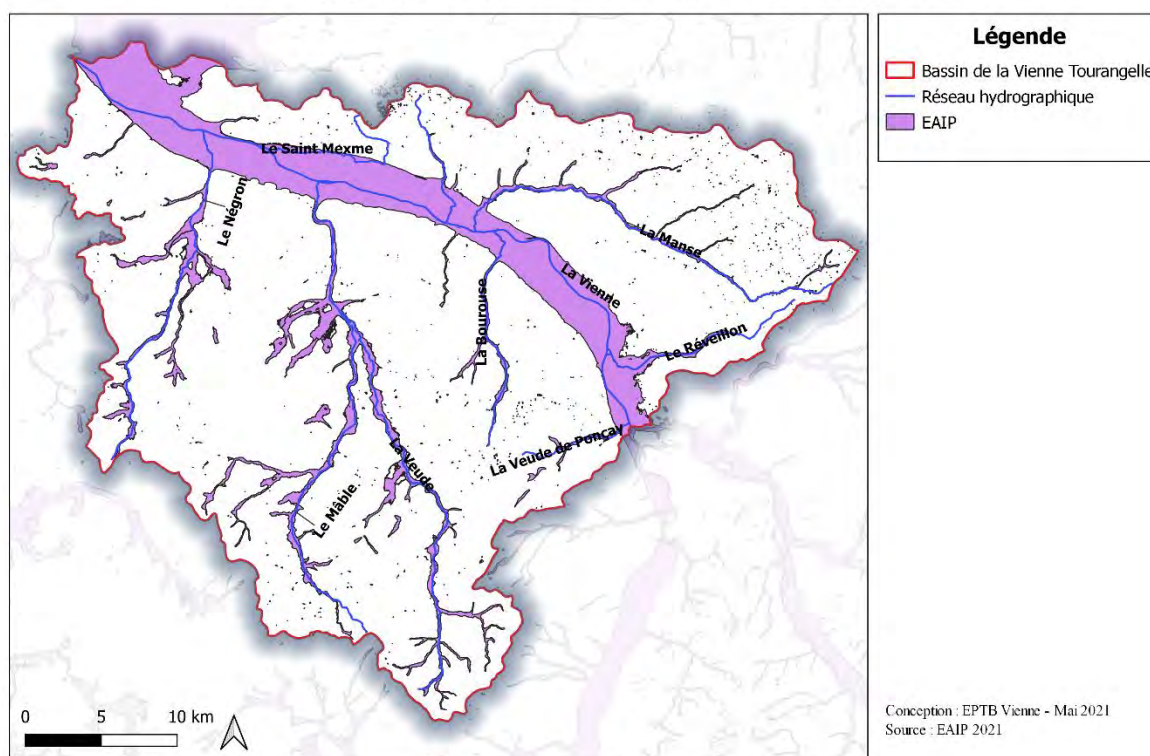 Légende
Bassin de la Vienne Tourangelle
Réseau hydrographique
EAIP
Le Saint Mexme
Le Négron
La Manse
La Vienne
La Bourouse
Le Réveillon
La Veude de Ponçay
La Veude
Le Mâble
0 5 10 km
Conception : EPTB Vienne - Mai 2021
Source : EAIP 2021